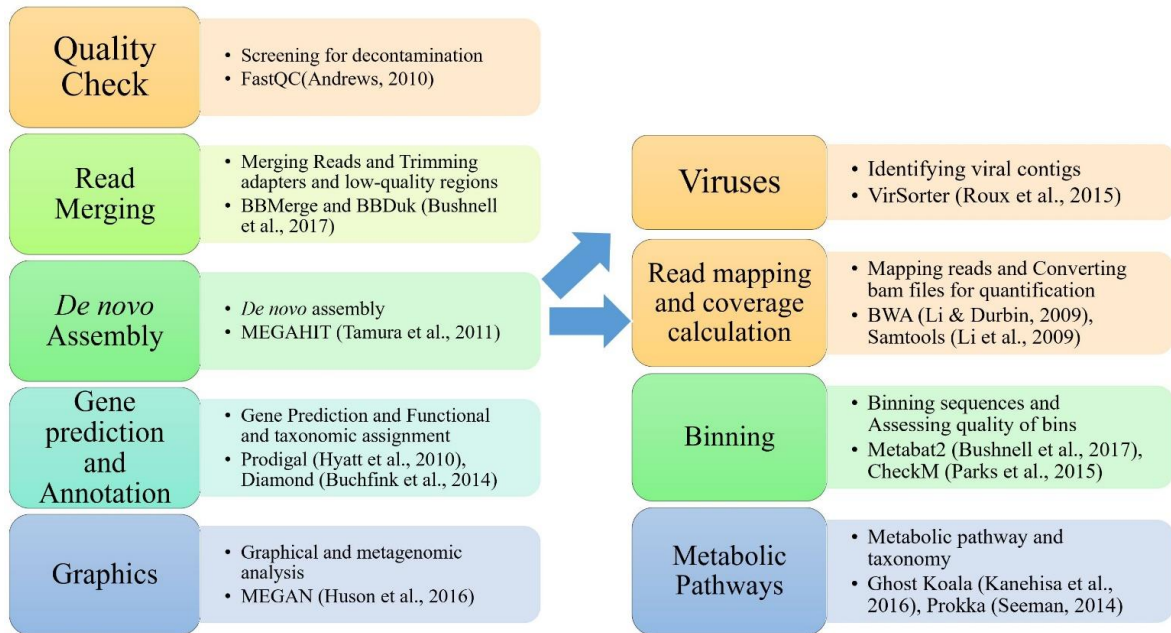 Quality
Check
• Screening for decontamination
• FastQC(Andrews, 2010)
Read
Merging
• Merging Reads and Trimming
adapters and low-quality regions
• BBMerge and BBDuk (Bushnell
et al., 2017)
De novo
Assembly
• De novo assembly
• MEGAHIT (Tamura et al., 2011)
Gene
prediction
and
Annotation
• Gene Prediction and Functional
and taxonomic assignment
• Prodigal (Hyatt et al., 2010),
Diamond (Buchfink et al., 2014)
Graphics
• Graphical and metagenomic
analysis
• MEGAN (Huson et al., 2016)
Viruses
• Identifying viral contigs
• VirSorter (Roux et al., 2015)
Read mapping
and coverage
calculation
• Mapping reads and Converting
bam files for quantification
• BWA (Li & Durbin, 2009),
Samtools (Li et al., 2009)
Binning
• Binning sequences and
Assessing quality of bins
• Metabat2 (Bushnell et al., 2017),
CheckM (Parks et al., 2015)
Metabolic
Pathways
• Metabolic pathway and
taxonomy
• Ghost Koala (Kanehisa et al.,
2016), Prokka (Seeman, 2014)